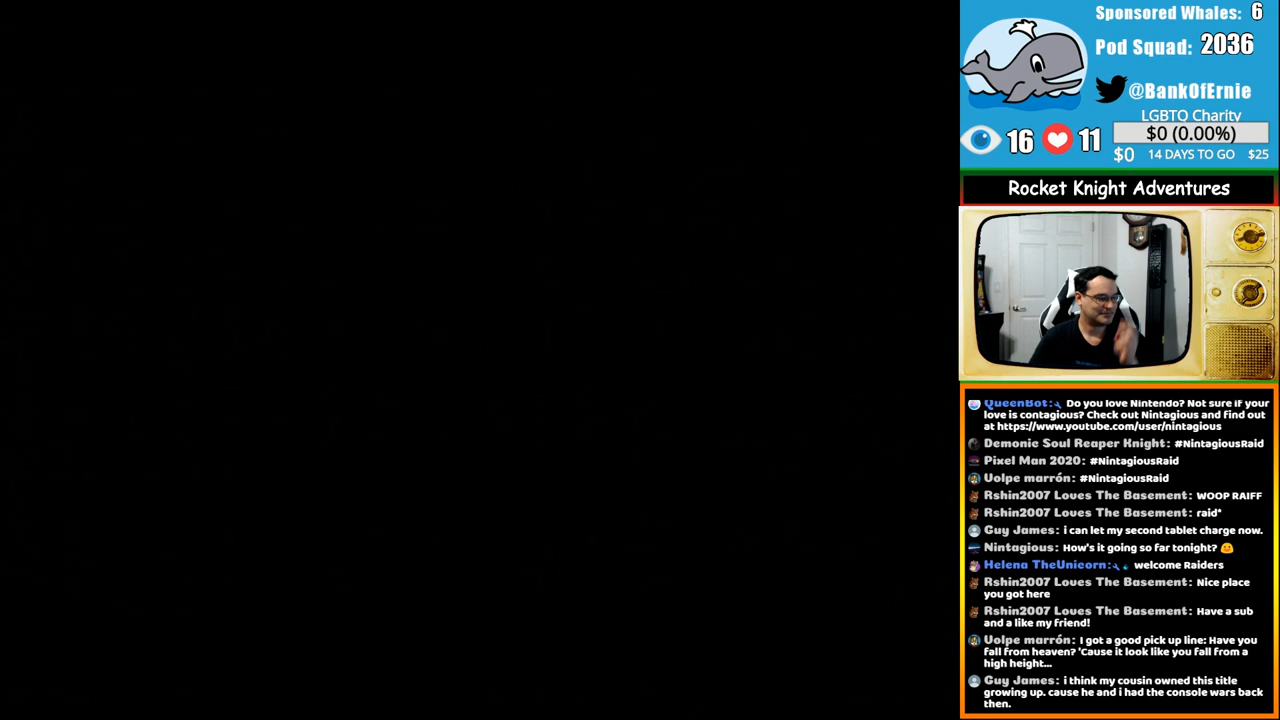 Sponsored Whales: 6
Pod Squad: 2036
@BankOfErnie
LGBTQ Charity
$0 (0.00%)
16 11
$0 14 DAYS TO GO $25
Rocket Knight Adventures
QueenBot: Do you love Nintendo? Not sure if your
love is contagious? Check out Nintagious and find out
at https://www.youtube.com/user/nintagious
Demonic Soul Reaper Knight: #NintagiousRaid
Pixel Man 2020: #NintagiousRaid
Uolpe marrón: #NintagiousRaid
Rshin2007 Loves The Basement: WOOP RAIFF
Rshin2007 Loves The Basement: raid*
Guy James: i can let my second tablet charge now.
Nintagious: How's it going so far tonight?
Helena TheUnicorn: welcome Raiders
Rshin2007 Loves The Basement: Nice place
you got here
Rshin2007 Loves The Basement: Have a sub
and a like my friend!
Uolpe marrón: I got a good pick up line: Have you
fall from heaven? 'Cause it look like you fall from a
high height...
Guy James: i think my cousin owned this title
growing up. cause he and i had the console wars back
then.